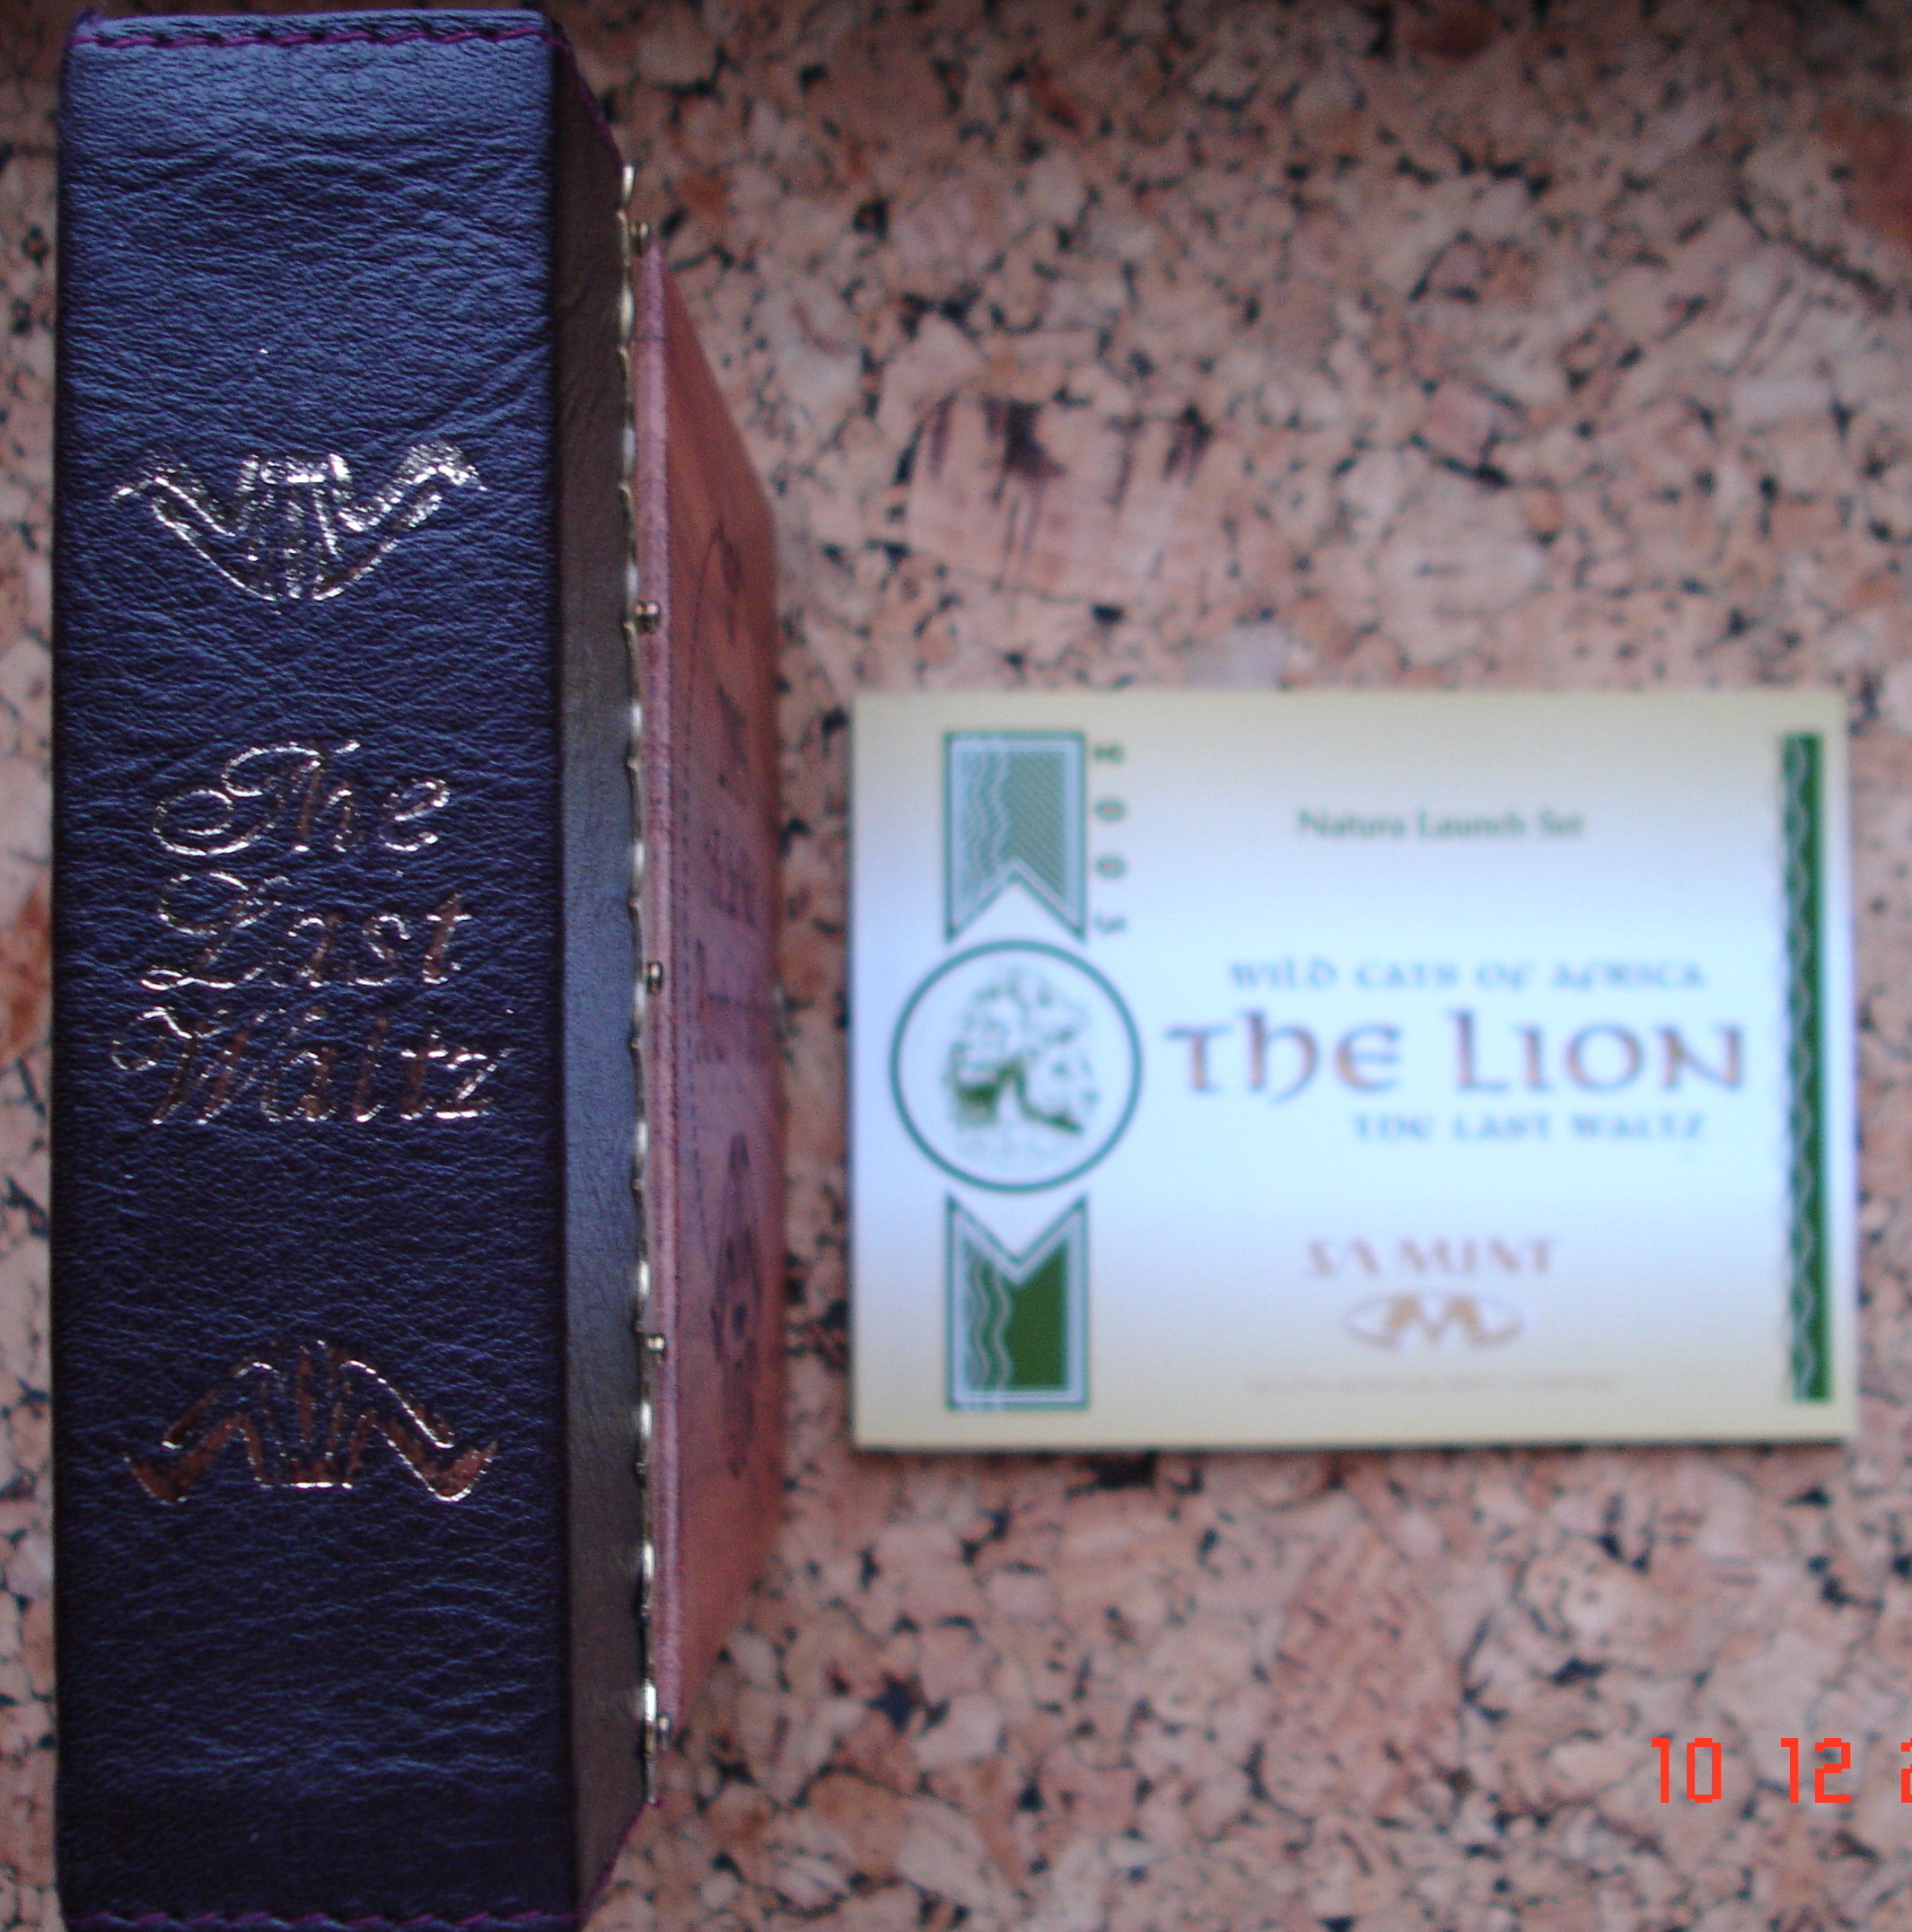 The
Last
Waltz
2003
Natura Launch Set
WILD CATS OF AFRICA
THE LION
THE LAST WALTZ
SA MINT
10 12